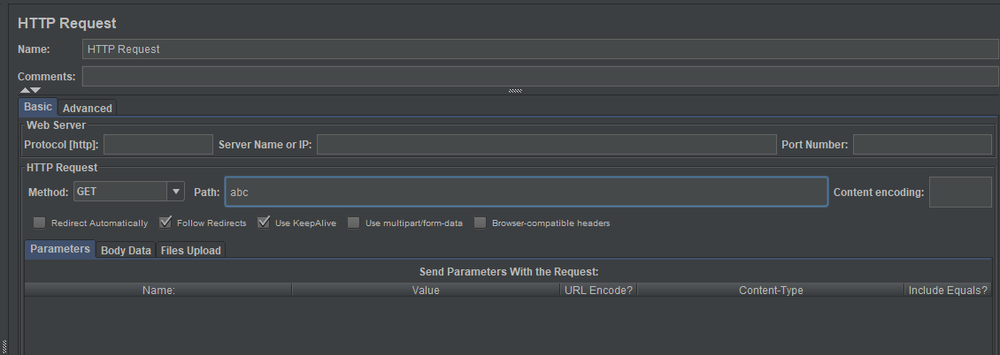 HTTP Request
Name: HTTP Request
Comments:
Basic Advanced
Web Server
Protocol [http]: Server Name or IP: Port Number:
HTTP Request
Method: GET Path: abc Content encoding:
Redirect Automatically Follow Redirects Use KeepAlive Use multipart/form-data Browser-compatible headers
Parameters Body Data Files Upload
Send Parameters With the Request:
Name: Value URL Encode? Content-Type Include Equals?